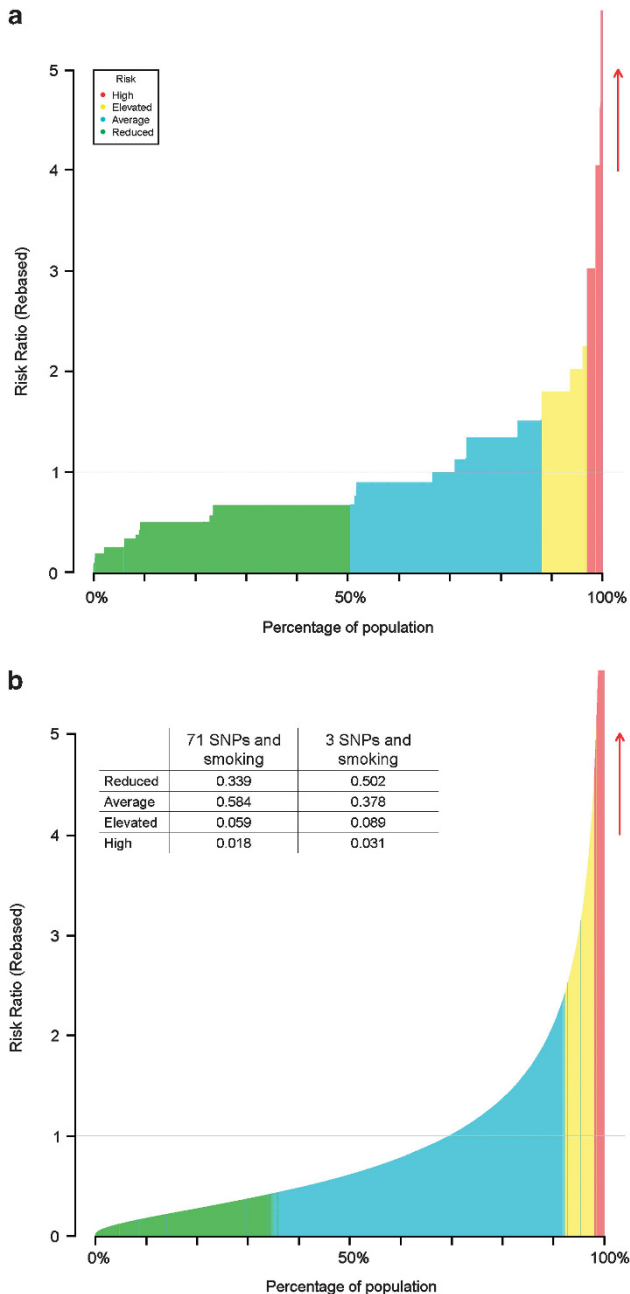 a
5
4
3
2
1
0
Risk Ratio (Rebased)
Risk
High
Elevated
Average
Reduced
0%
50%
100%
Percentage of population
b
5
4
3
2
1
0
Risk Ratio (Rebased)
71 SNPs and smoking
3 SNPs and smoking
Reduced 0.339 0.502
Average 0.584 0.378
Elevated 0.059 0.089
High 0.018 0.031
0%
50%
100%
Percentage of population